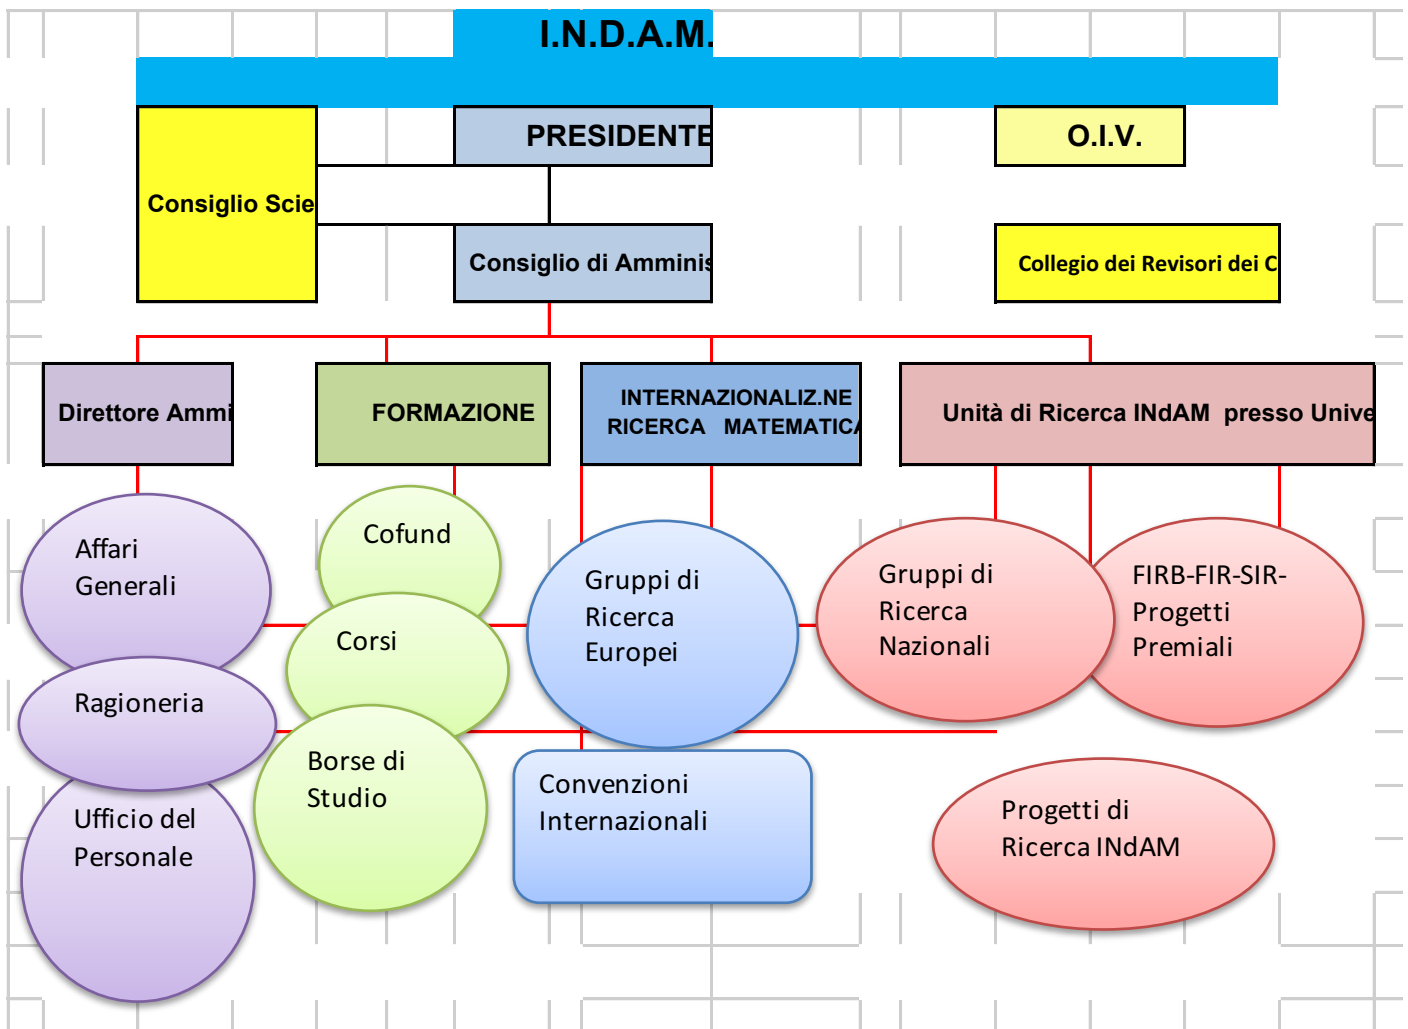 I.N.D.A.M.
PRESIDENTE
O.I.V.
Consiglio Scie
Consiglio di Amminis
Collegio dei Revisori dei C
Direttore Ammi
FORMAZIONE
INTERNAZIONALIZ.NE
RICERCA MATEMATICA
Unità di Ricerca INdAM presso Unive
Affari
Generali
Ragioneria
Ufficio del
Personale
Cofund
Corsi
Borse di
Studio
Gruppi di
Ricerca
Europei
Convenzioni
Internazionali
Gruppi di
Ricerca
Nazionali
FIRB-FIR-SIR-
Progetti
Premiali
Progetti di
Ricerca INdAM